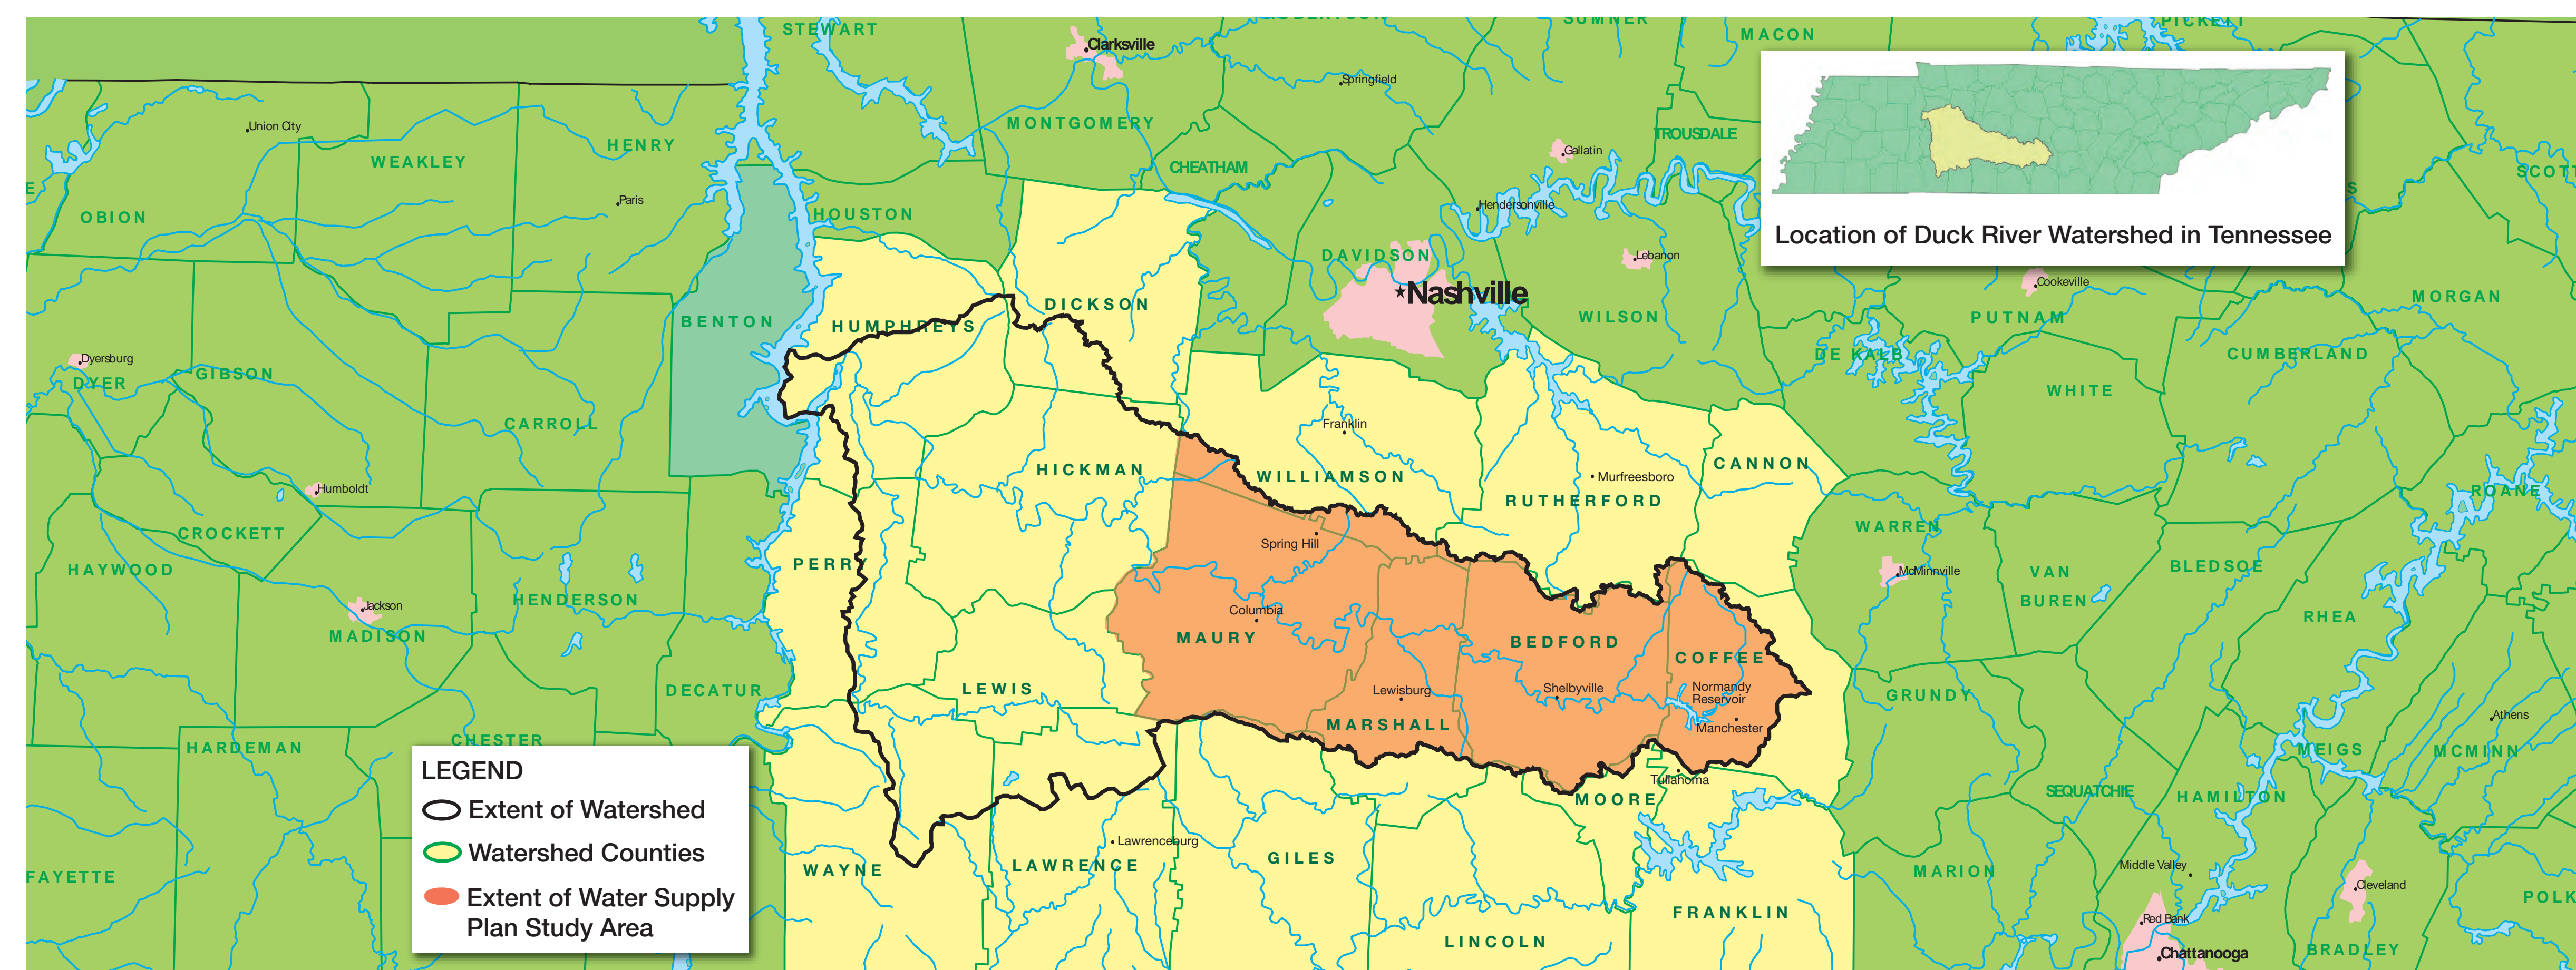 STEWART
Clarksville
SUMNER
MACON
PICKETT
Springfield
Union City
WEAKLEY
HENRY
MONTGOMERY
TROUSDALE
CHEATHAM
Gallatin
Paris
OBION
HOUSTON
Hendersonville
DAVIDSON
Lebanon
Location of Duck River Watershed in Tennessee
Nashville
Cookeville
MORGAN
BENTON
HUMPHREYS
DICKSON
WILSON
PUTNAM
DE KALB
CUMBERLAND
Dyersburg
DYER
GIBSON
WHITE
CARROLL
Franklin
HICKMAN
WILLIAMSON
Murfreesboro
CANNON
RUTHERFORD
Humboldt
ROANE
CROCKETT
WARREN
HAYWOOD
PERRY
Spring Hill
McMinnville
VAN
BUREN
BLEDSOE
HENDERSON
Jackson
MADISON
Columbia
MAURY
BEDFORD
COFFEE
RHEA
DECATUR
LEWIS
Lewisburg
MARSHALL
Shelbyville
Normandy
Reservoir
Manchester
GRUNDY
Athens
HARDEMAN
CHESTER
MEIGS
MCMINN
LEGEND
Extent of Watershed
Watershed Counties
Extent of Water Supply
Plan Study Area
Tullahoma
MOORE
SEQUATCHIE
HAMILTON
Lawrenceburg
WAYNE
LAWRENCE
GILES
FAYETTE
MARION
Middle Valley
Cleveland
POLK
FRANKLIN
Red Bank
LINCOLN
Chattanooga
BRADLEY